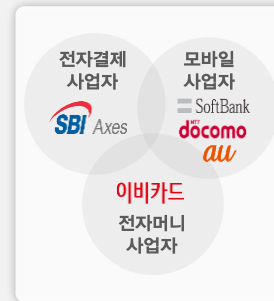 전자결제
사업자
SBI Axes
모바일
사업자
SoftBank
NTT
docomo
au
이비카드
전자머니
사업자